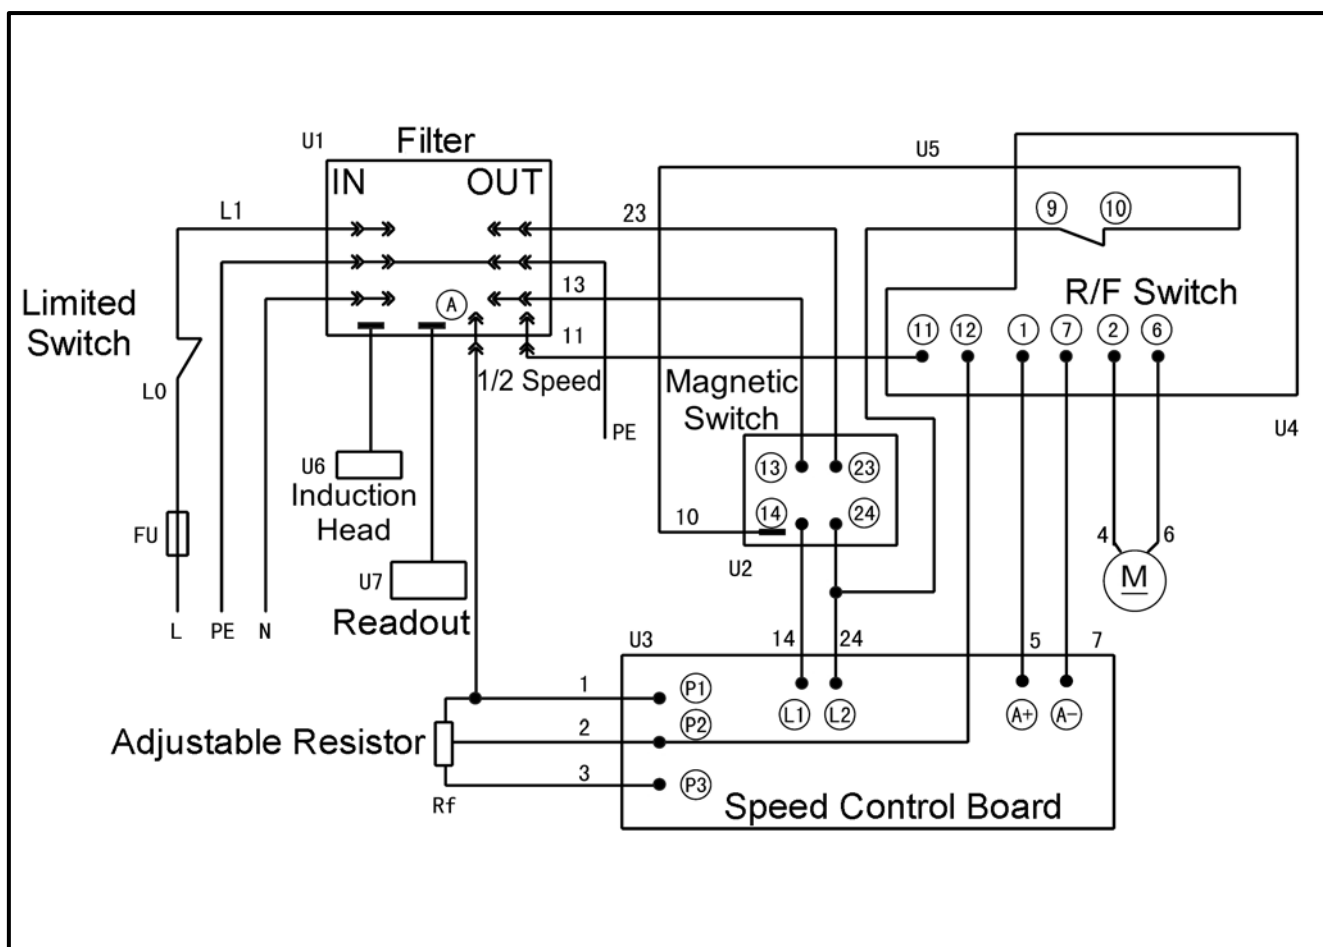 U1
Filter
IN
OUT
U5
L1
23
9
10
13
A
R/F Switch
Limited
Switch
11
12
1
7
2
6
11
1/2 Speed
L0
Magnetic
Switch
PE
U4
13
23
U6
Induction
Head
14
24
10
FU
4
6
U2
M
U7
Readout
L
PE
N
U3
14
24
5
7
1
P1
L1
L2
A+
A-
P2
Adjustable Resistor
2
3
P3
Rf
Speed Control Board